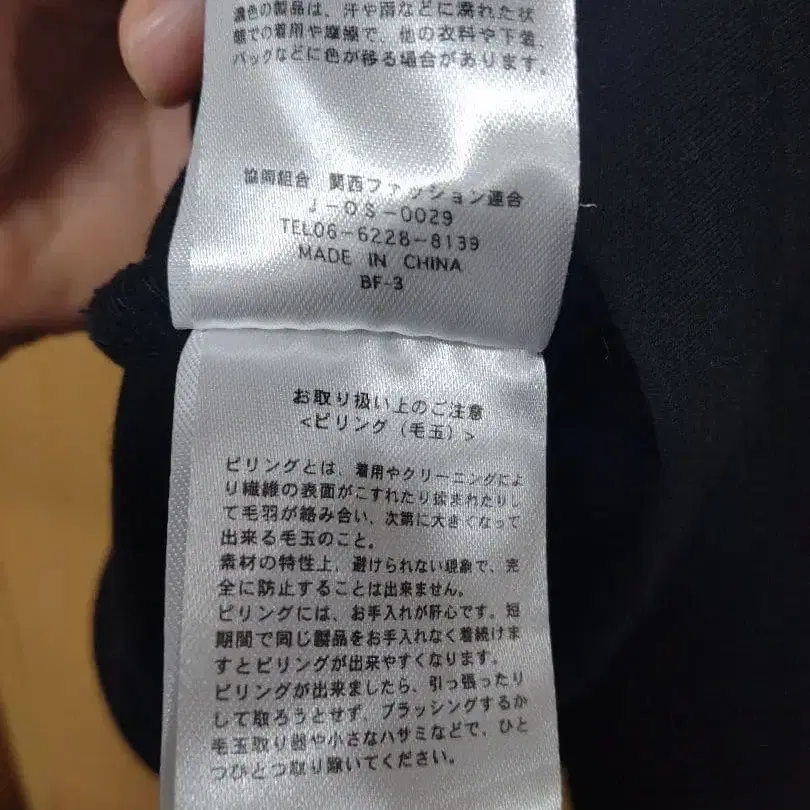 濃色の製品は、汗や雨などに濡れた状
態での着用や摩擦で、他の衣料や下着、
バッグなどに色が移る場合があります。
協同組合 関西ファッション連合
J-OS-0029
TEL06-6228-8139
MADE IN CHINA
BF-3
お取り扱い上のご注意
<ピリング（毛玉）>
ピリングとは、着用やクリーニングによ
り繊維の表面がこすれたり揉まれたりし
て毛羽が絡み合い、次第に大きくなって
出来る毛玉のこと。
素材の特性上、避けられない現象で、完
全に防止することは出来ません。
ピリングには、お手入れが肝心です。短
期間で同じ製品をお手入れなく着続けま
すとピリングが出来やすくなります。
ピリングが出来ましたら、引っ張ったり
して取ろうとせず、ブラッシングするか
毛玉取り器や小さなハサミなどで、ひと
つひとつ取り除いてください。